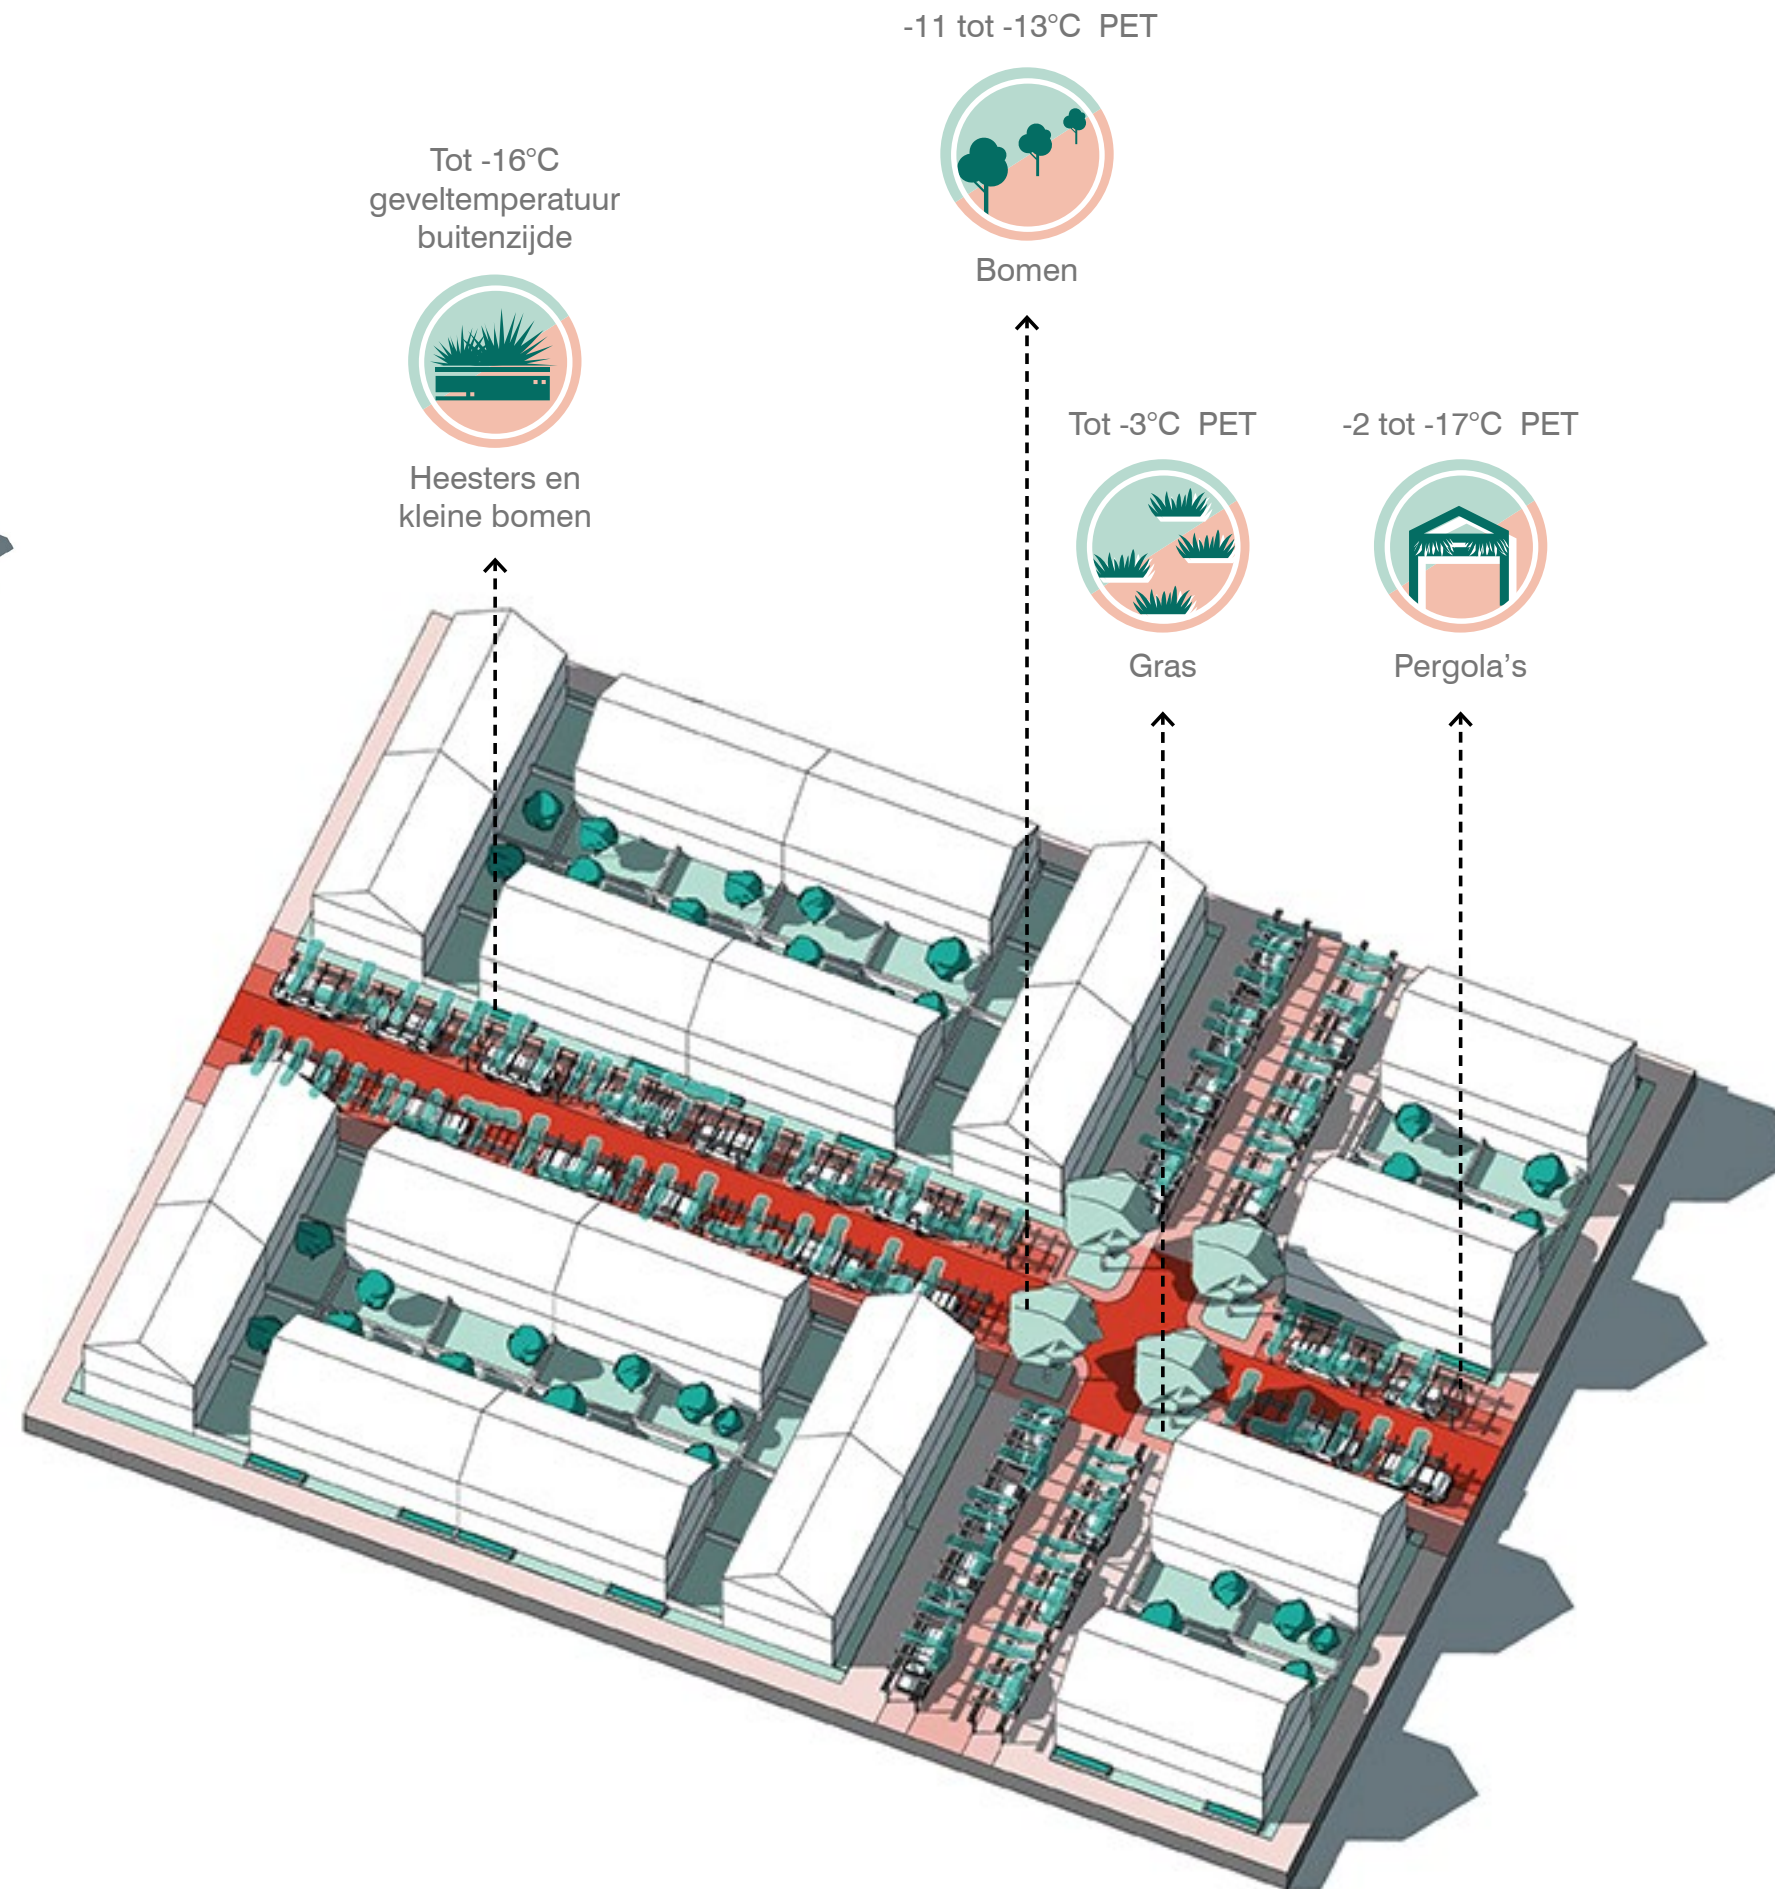 -11 tot -13°C  PET
Bomen
Tot -16°C
geveltemperatuur
buitenzijde
Heesters en
kleine bomen
Tot -3°C  PET
Gras
-2 tot -17°C  PET
Pergola’s